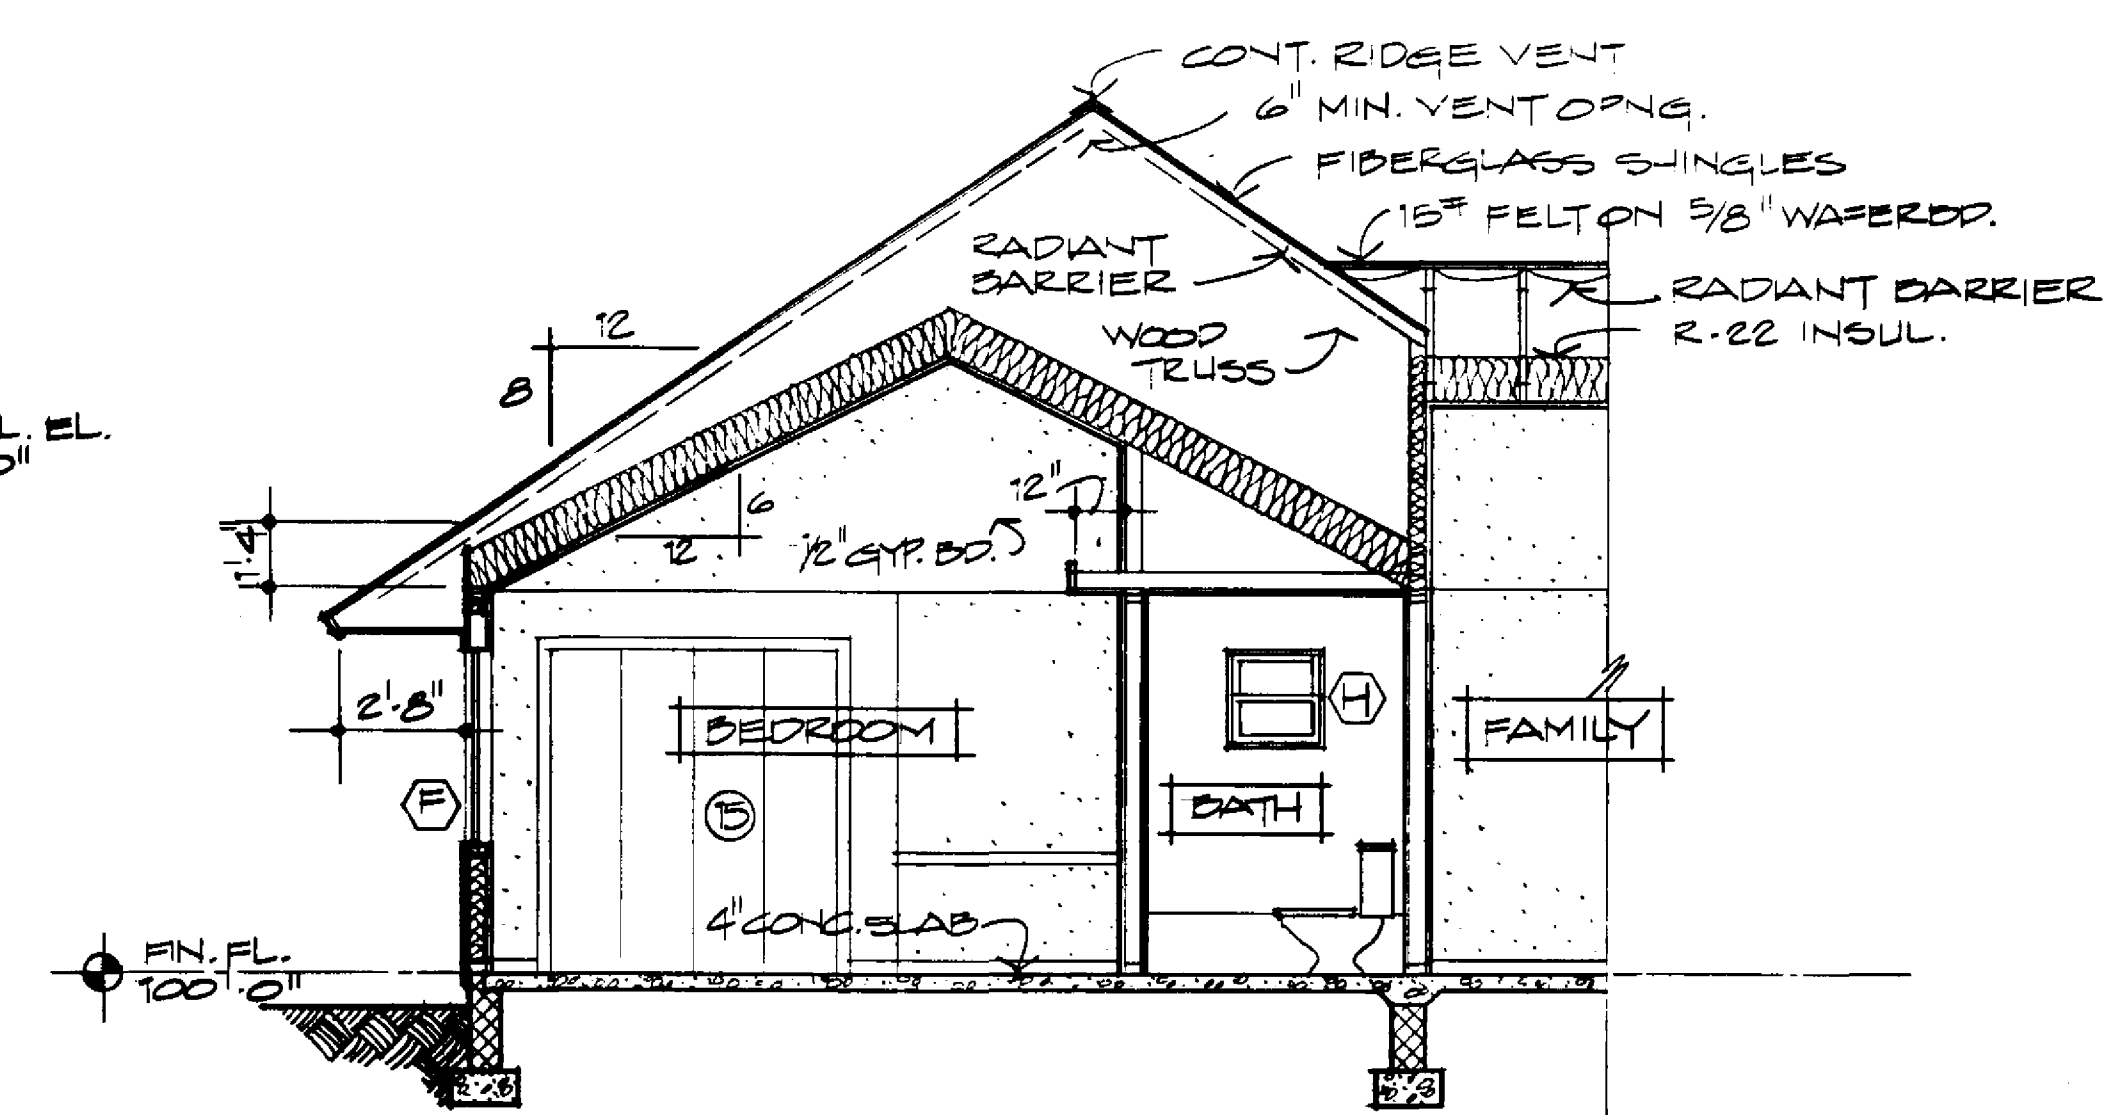 CONT. RIDGE VENT
6" MIN. VENT OPNG.
FIBERGLASS SHINGLES
15# FELT ON 5/8" WAFERBD.
RADIANT
BARRIER
RADIANT BARRIER
R-22 INSUL.
WOOD
TRUSS
12
8
L. EL.
0"
6
12
12"
1/2" GYP. BD.
1'-4"
2'-8"
BEDROOM
H
FAMILY
F
15
BATH
4" CONC. SLAB
FIN. FL.
100'-0"